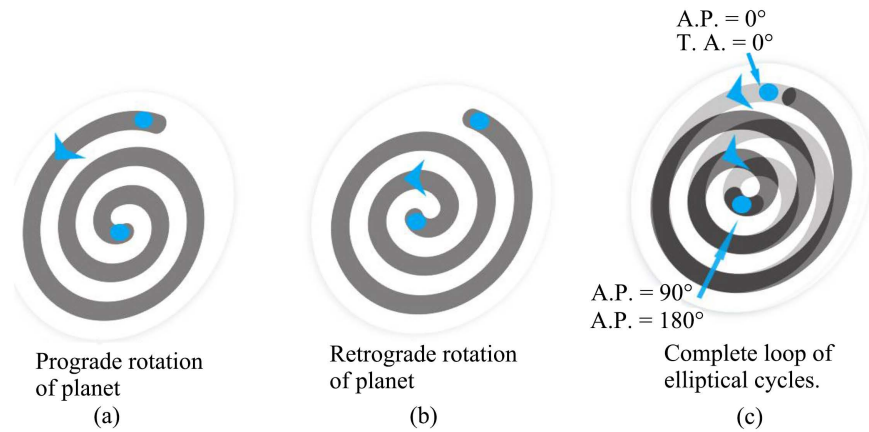 A.P. = 0°
T. A. = 0°
A.P. = 90°
A.P. = 180°
Prograde rotation
of planet
(a)
Retrograde rotation
of planet
(b)
Complete loop of
elliptical cycles.
(c)